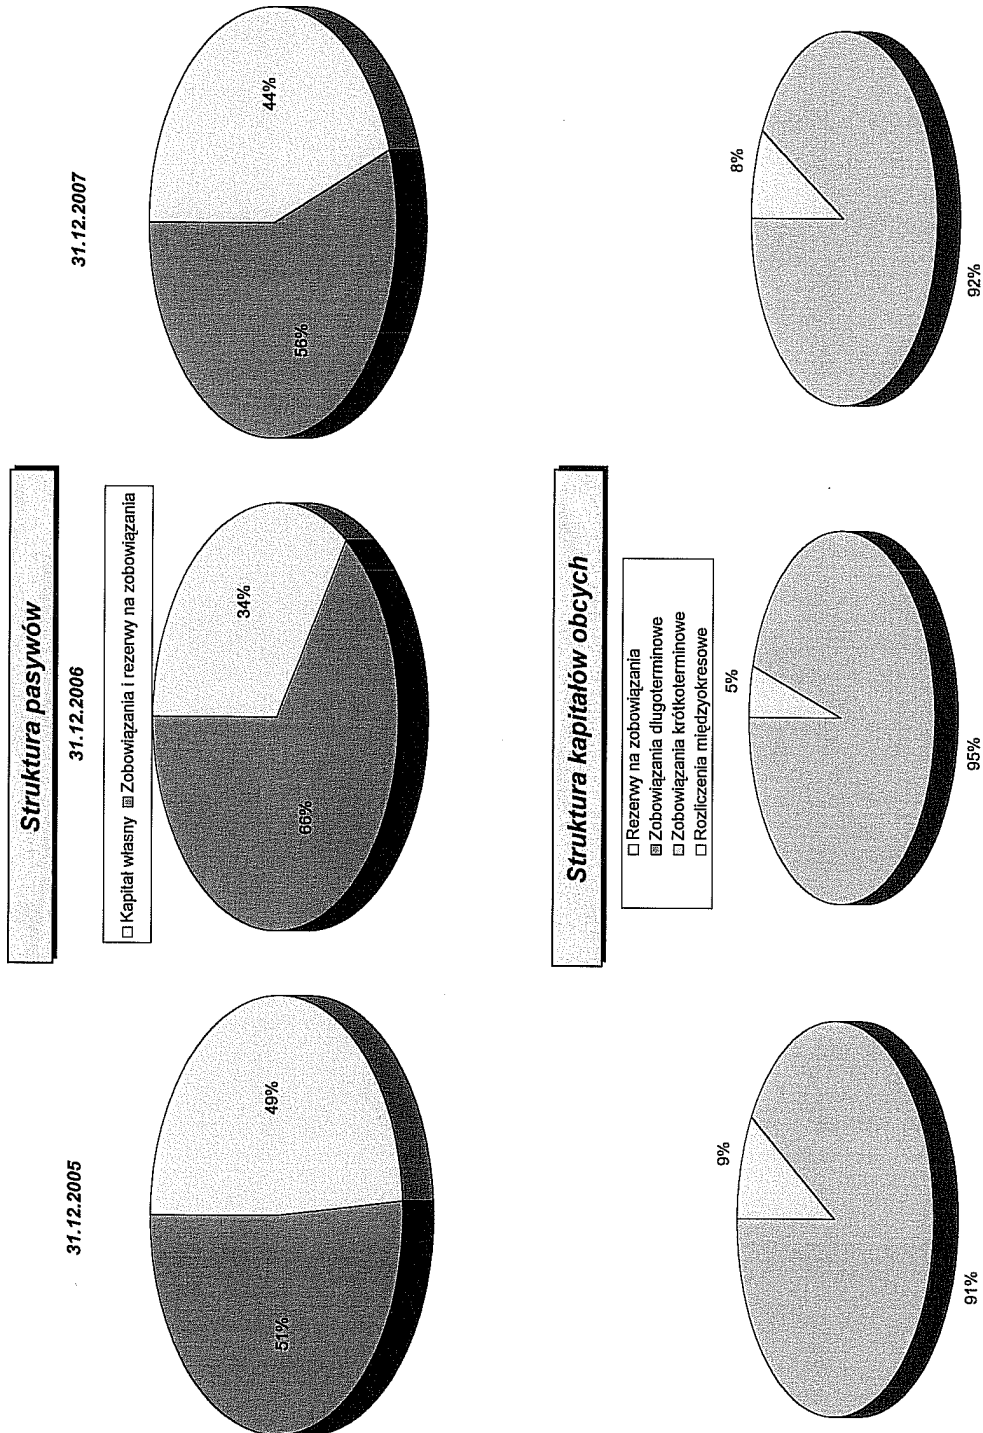 Struktura pasywów
31.12.2005
31.12.2006
31.12.2007
Kapitał własny Zobowiązania i rezerwy na zobowiązania
51%
49%
66%
34%
56%
44%
Struktura kapitałów obcych
Rezerwy na zobowiązania
Zobowiązania długoterminowe
Zobowiązania krótkoterminowe
Rozliczenia międzyokresowe
9%
91%
5%
95%
8%
92%